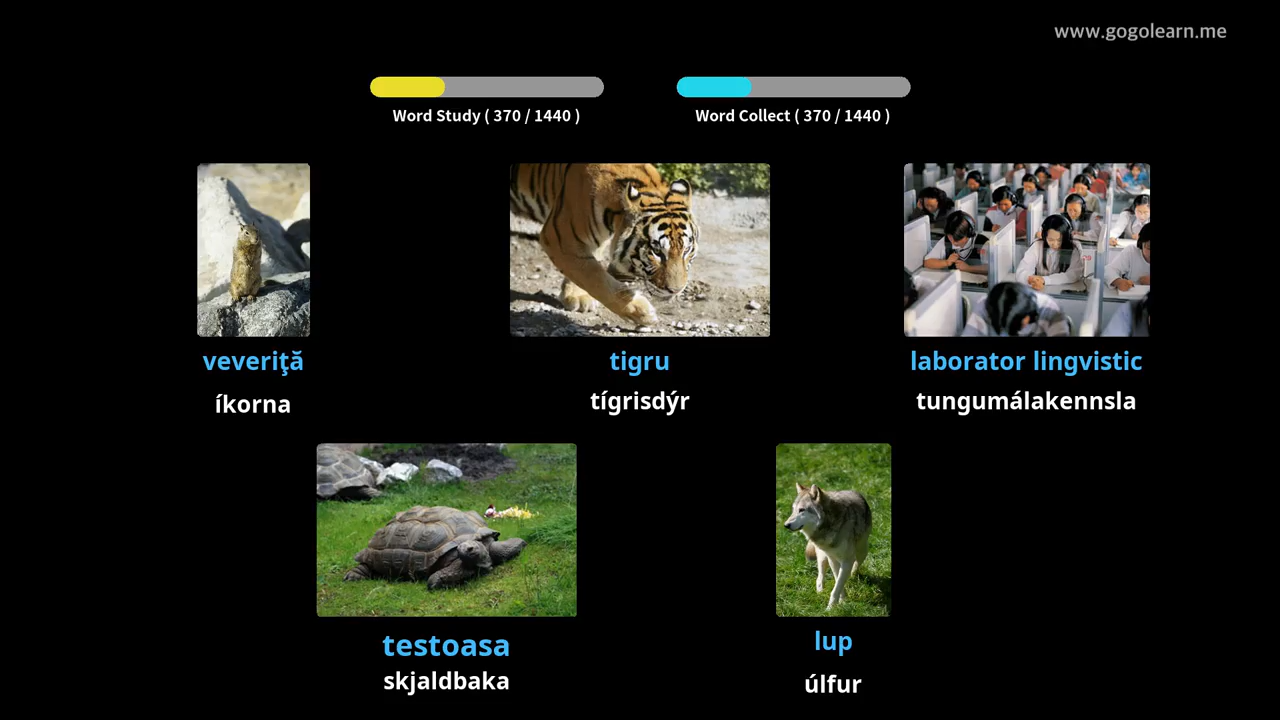 www.gogolearn.me
Word Study ( 370 / 1440 )
Word Collect ( 370 / 1440 )
veveriţă
íkorna
tigru
tígrisdýr
laborator lingvistic
tungumálakennsla
testoasa
skjaldbaka
lup
úlfur